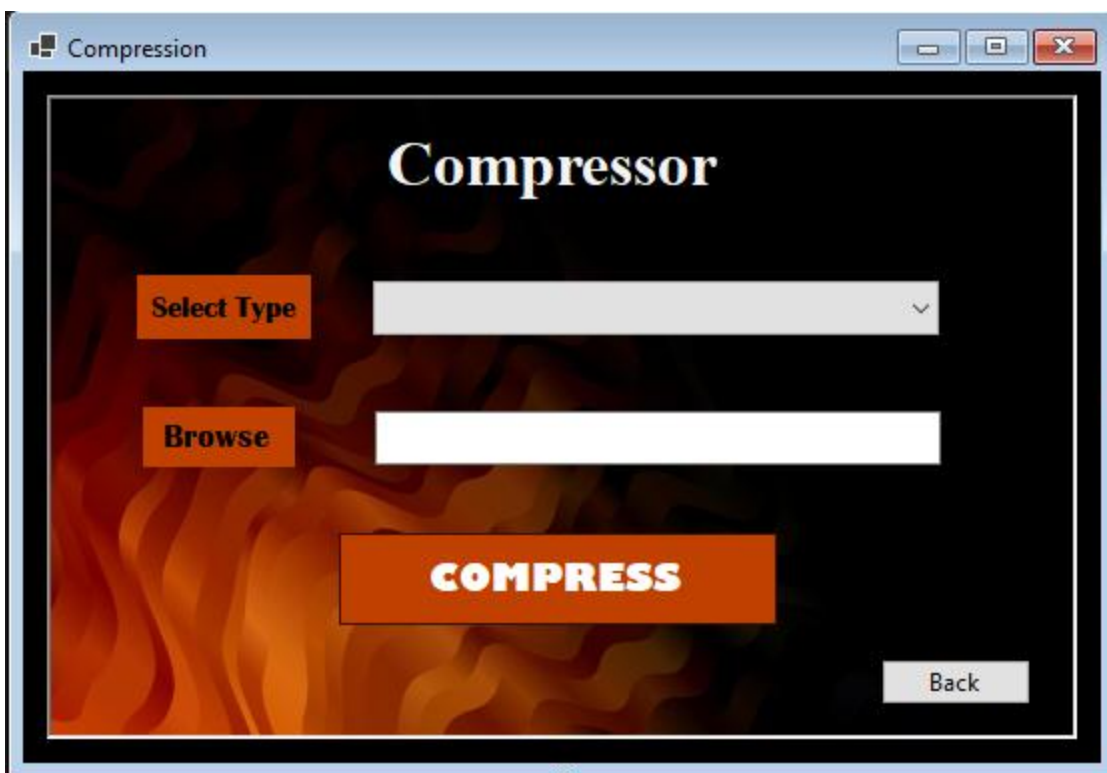 Compression
Compressor
Select Type
Browse
COMPRESS
Back